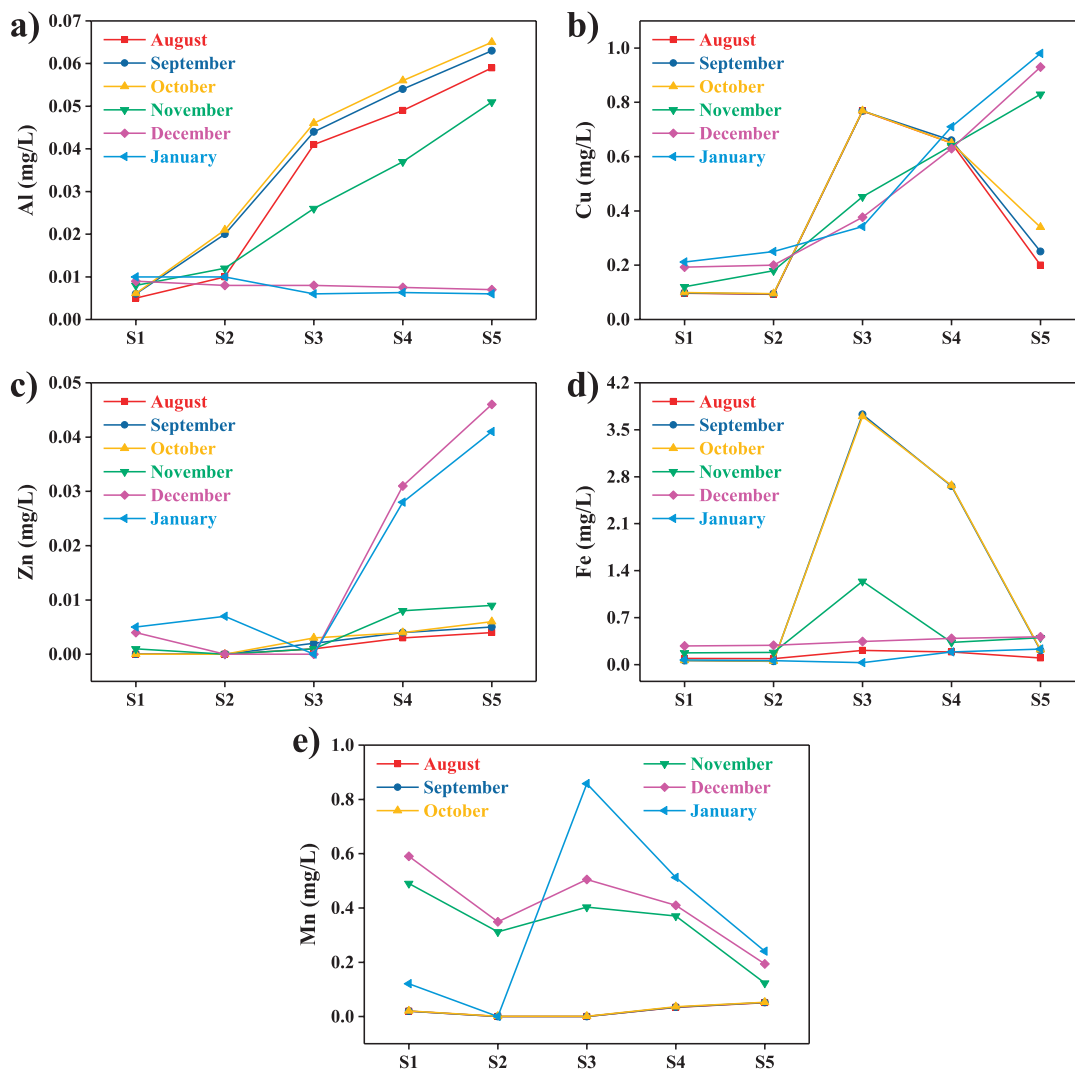 a)
Al (mg/L)
0.07
0.06
0.05
0.04
0.03
0.02
0.01
0.00
August
September
October
November
December
January
S1 S2 S3 S4 S5
b)
Cu (mg/L)
1.0
0.8
0.6
0.4
0.2
0.0
August
September
October
November
December
January
S1 S2 S3 S4 S5
c)
Zn (mg/L)
0.05
0.04
0.03
0.02
0.01
0.00
August
September
October
November
December
January
S1 S2 S3 S4 S5
d)
Fe (mg/L)
4.2
3.5
2.8
2.1
1.4
0.7
0.0
August
September
October
November
December
January
S1 S2 S3 S4 S5
e)
Mn (mg/L)
1.0
0.8
0.6
0.4
0.2
0.0
August
September
October
November
December
January
S1 S2 S3 S4 S5